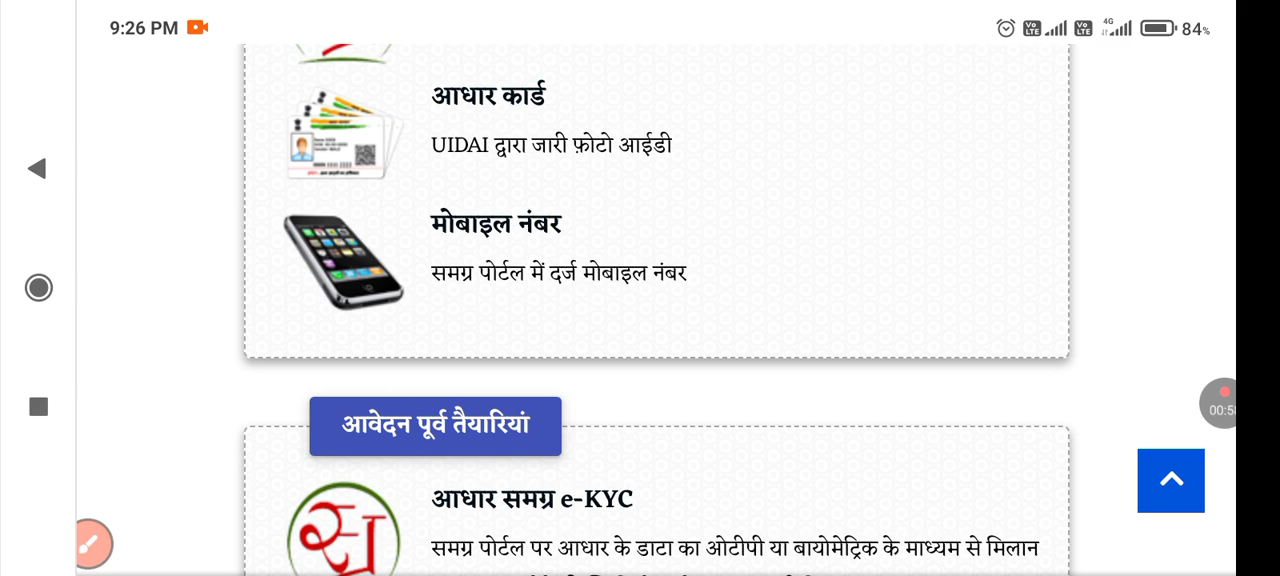 9:26 PM 4G 84%
आधार कार्ड
UIDAI द्वारा जारी फ़ोटो आईडी
मोबाइल नंबर
समग्र पोर्टल में दर्ज मोबाइल नंबर
आवेदन पूर्व तैयारियां
आधार समग्र e-KYC
समग्र पोर्टल पर आधार के डाटा का ओटीपी या बायोमेट्रिक के माध्यम से मिलान